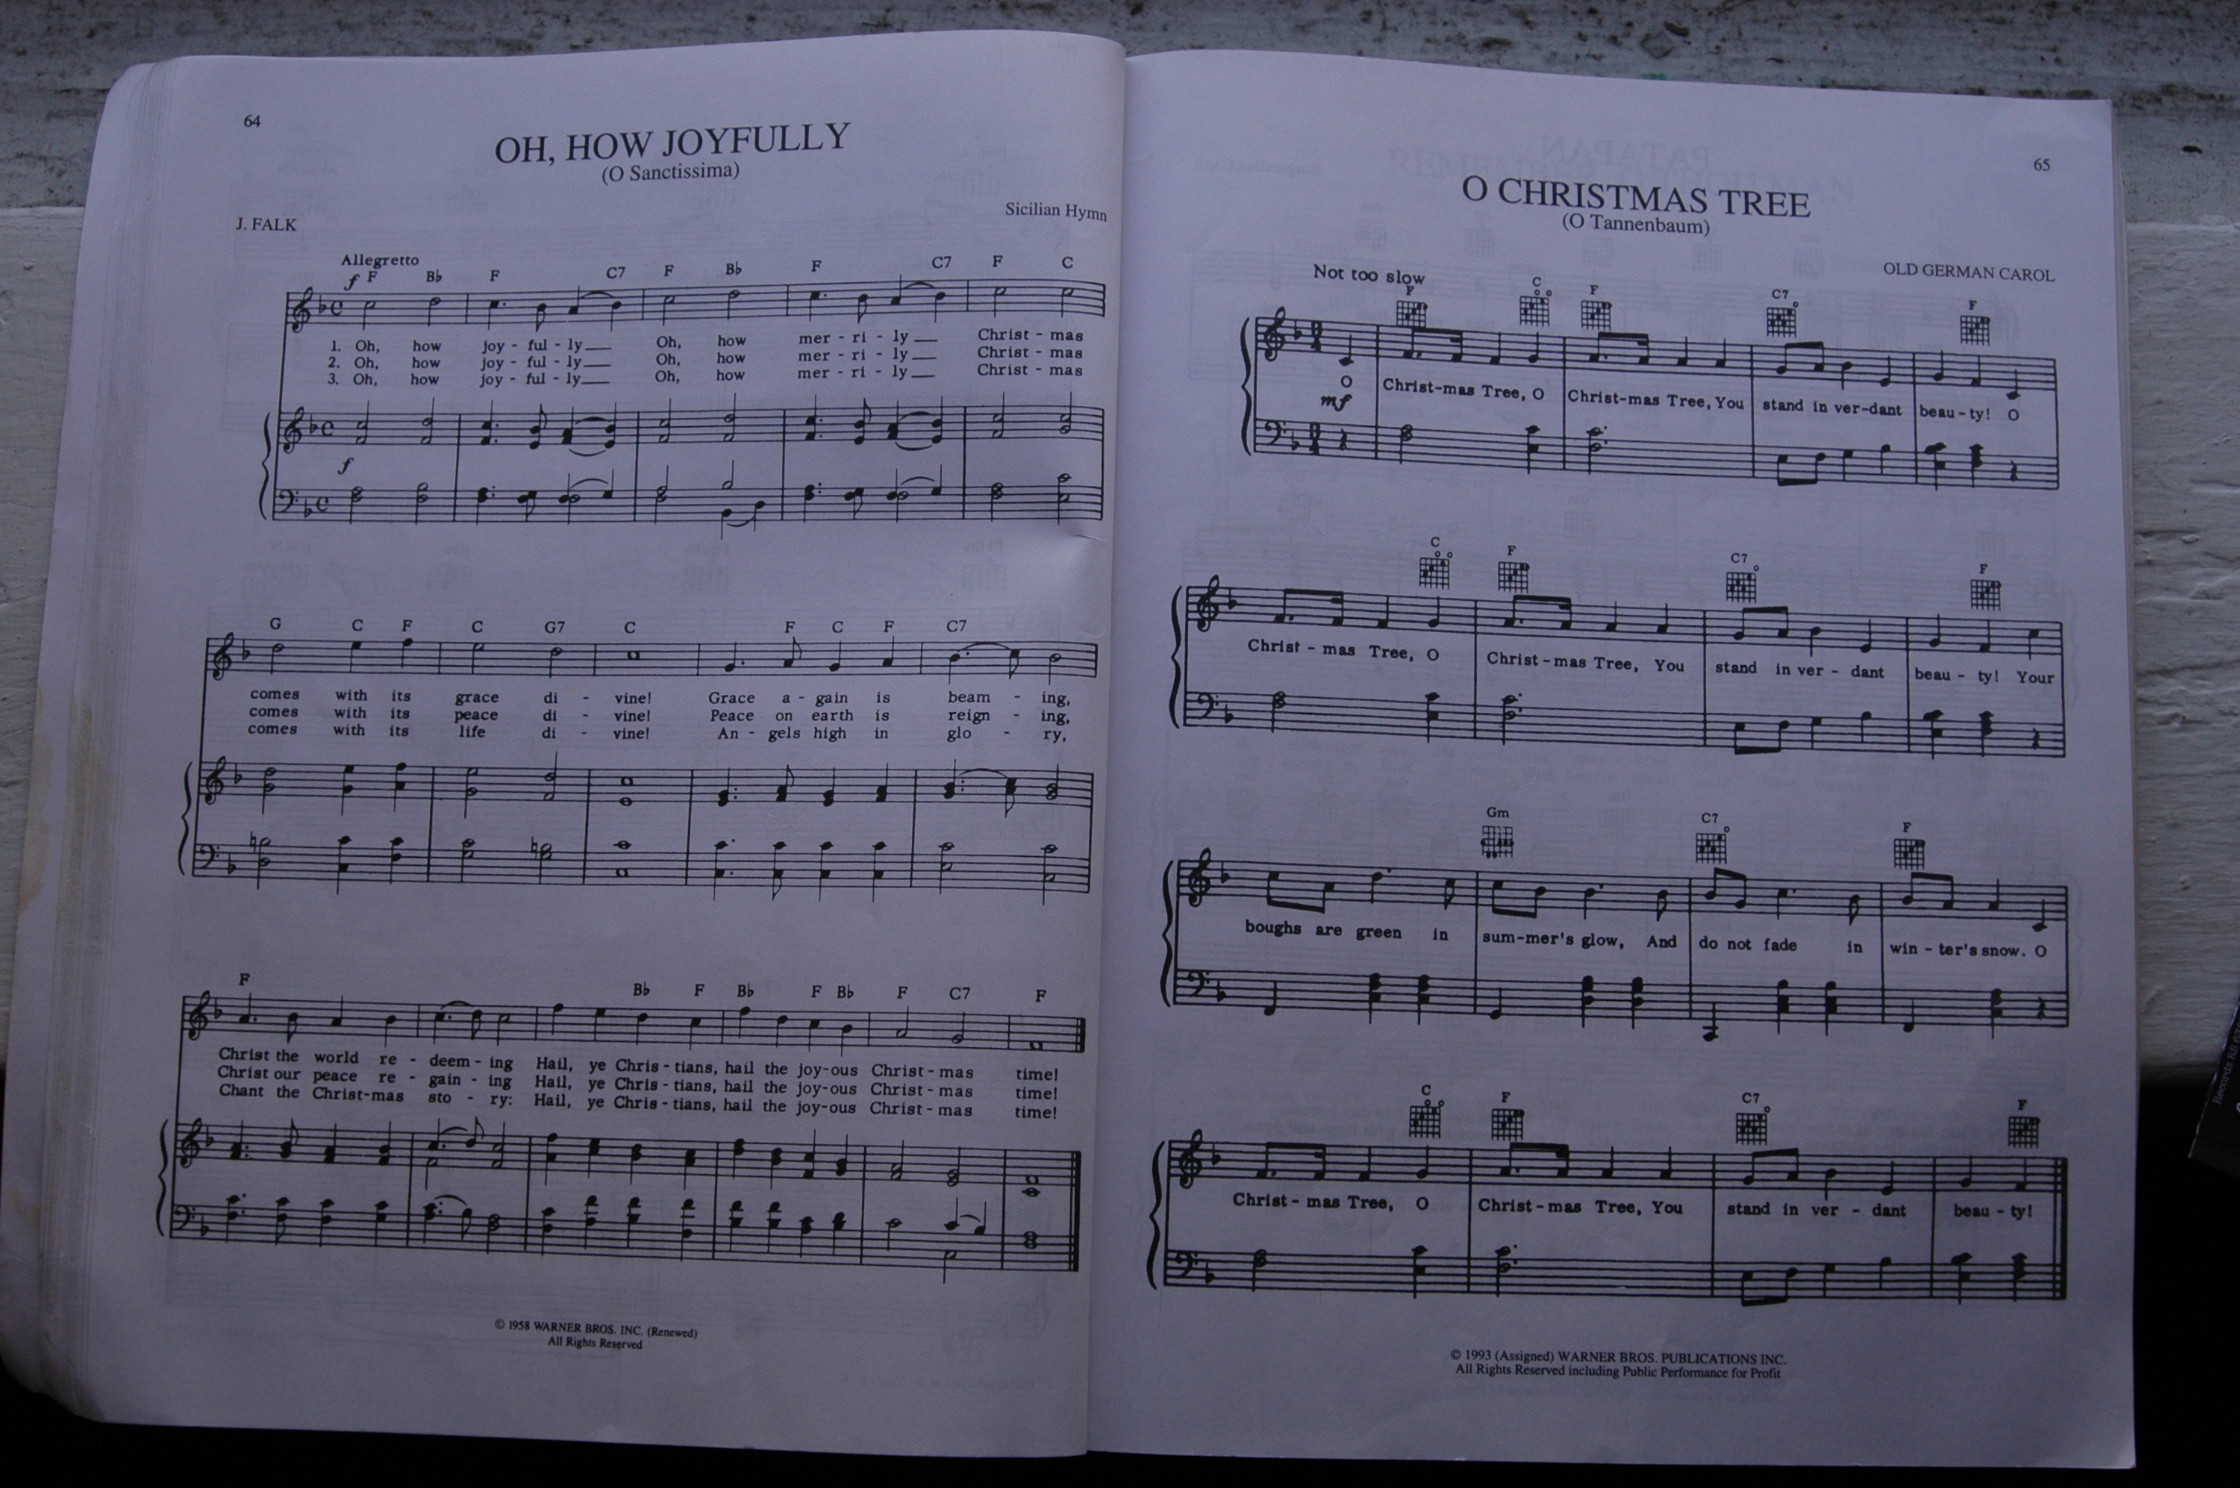 64
OH, HOW JOYFULLY
(O Sanctissima)
Sicilian Hymn
J. FALK
Allegretto
f F B♭ F C7 F B♭ F C7 F C
1. Oh, how joy - ful - ly Oh, how mer - ri - ly Christ - mas
2. Oh, how joy - ful - ly Oh, how mer - ri - ly Christ - mas
3. Oh, how joy - ful - ly Oh, how mer - ri - ly Christ - mas
f
G C F C G7 C F C F C7
comes with its grace di - vine! Grace a - gain is beam - ing,
comes with its peace di - vine! Peace on earth is reign - ing,
comes with its life di - vine! An - gels high in glo - ry,
F B♭ F B♭ F B♭ F C7 F
Christ the world re - deem - ing Hail, ye Chris - tians, hail the joy-ous Christ - mas time!
Christ our peace re - gain - ing Hail, ye Chris - tians, hail the joy-ous Christ - mas time!
Chant the Christ-mas sto - ry: Hail, ye Chris - tians, hail the joy-ous Christ - mas time!
© 1958 WARNER BROS. INC. (Renewed)
All Rights Reserved
65
O CHRISTMAS TREE
(O Tannenbaum)
OLD GERMAN CAROL
Not too slow
F C F C7 F
O Christ-mas Tree, O Christ-mas Tree, You stand in ver-dant beau-ty! O
mf
C F C7 F
Christ - mas Tree, O Christ-mas Tree, You stand in ver - dant beau - ty! Your
Gm C7 F
boughs are green in sum-mer's glow, And do not fade in win - ter's snow. O
C F C7 F
Christ - mas Tree, O Christ-mas Tree, You stand in ver - dant beau - ty!
© 1993 (Assigned) WARNER BROS. PUBLICATIONS INC.
All Rights Reserved including Public Performance for Profit